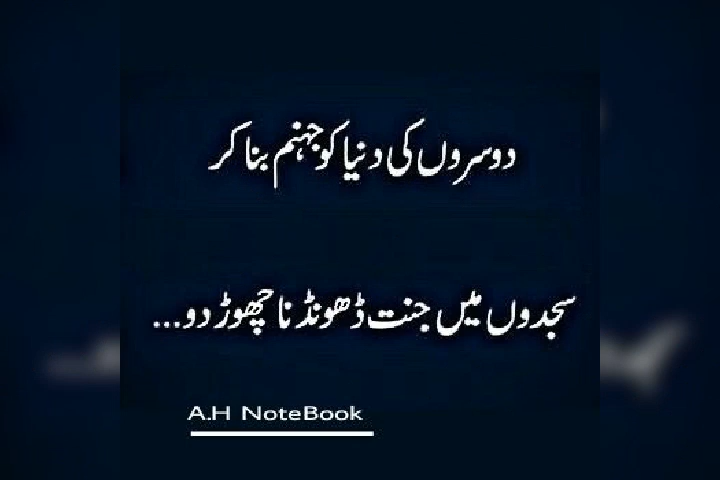 دوسروں کی دنیا کو جہنم بنا کر
سجدوں میں جنت ڈھونڈنا چھوڑ دو...
A.H NoteBook